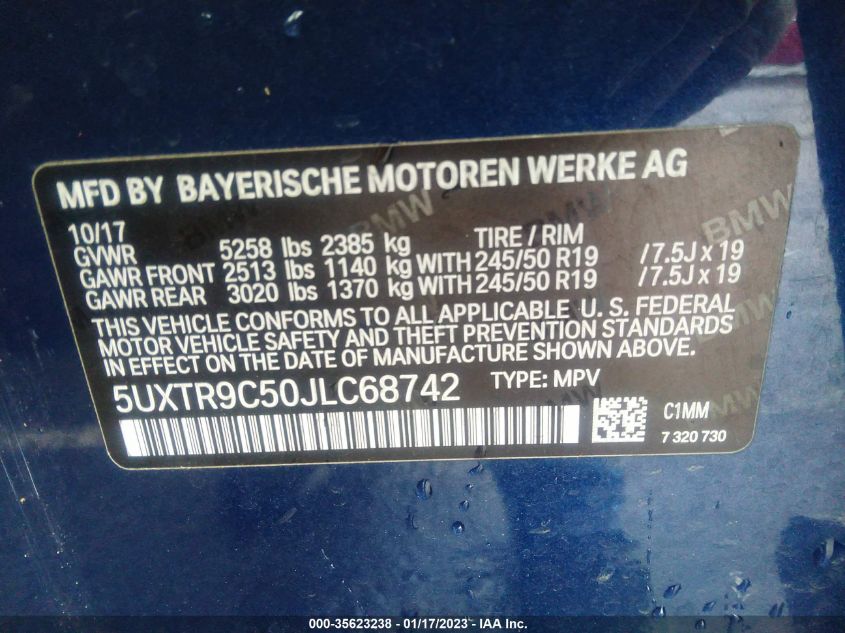 MFD BY BAYERISCHE MOTOREN WERKE AG
10/17 TIRE / RIM
GVWR 5258 lbs 2385 kg
GAWR FRONT 2513 lbs 1140 kg WITH 245/50 R19 /7.5J x 19
GAWR REAR 3020 lbs 1370 kg WITH 245/50 R19 /7.5J x 19
THIS VEHICLE CONFORMS TO ALL APPLICABLE U. S. FEDERAL
MOTOR VEHICLE SAFETY AND THEFT PREVENTION STANDARDS
IN EFFECT ON THE DATE OF MANUFACTURE SHOWN ABOVE.
5UXTR9C50JLC68742 TYPE: MPV
C1MM
7 320 730
BMW
BMW
BMW
BMW
000-35623238 - 01/17/2023 - IAA Inc.